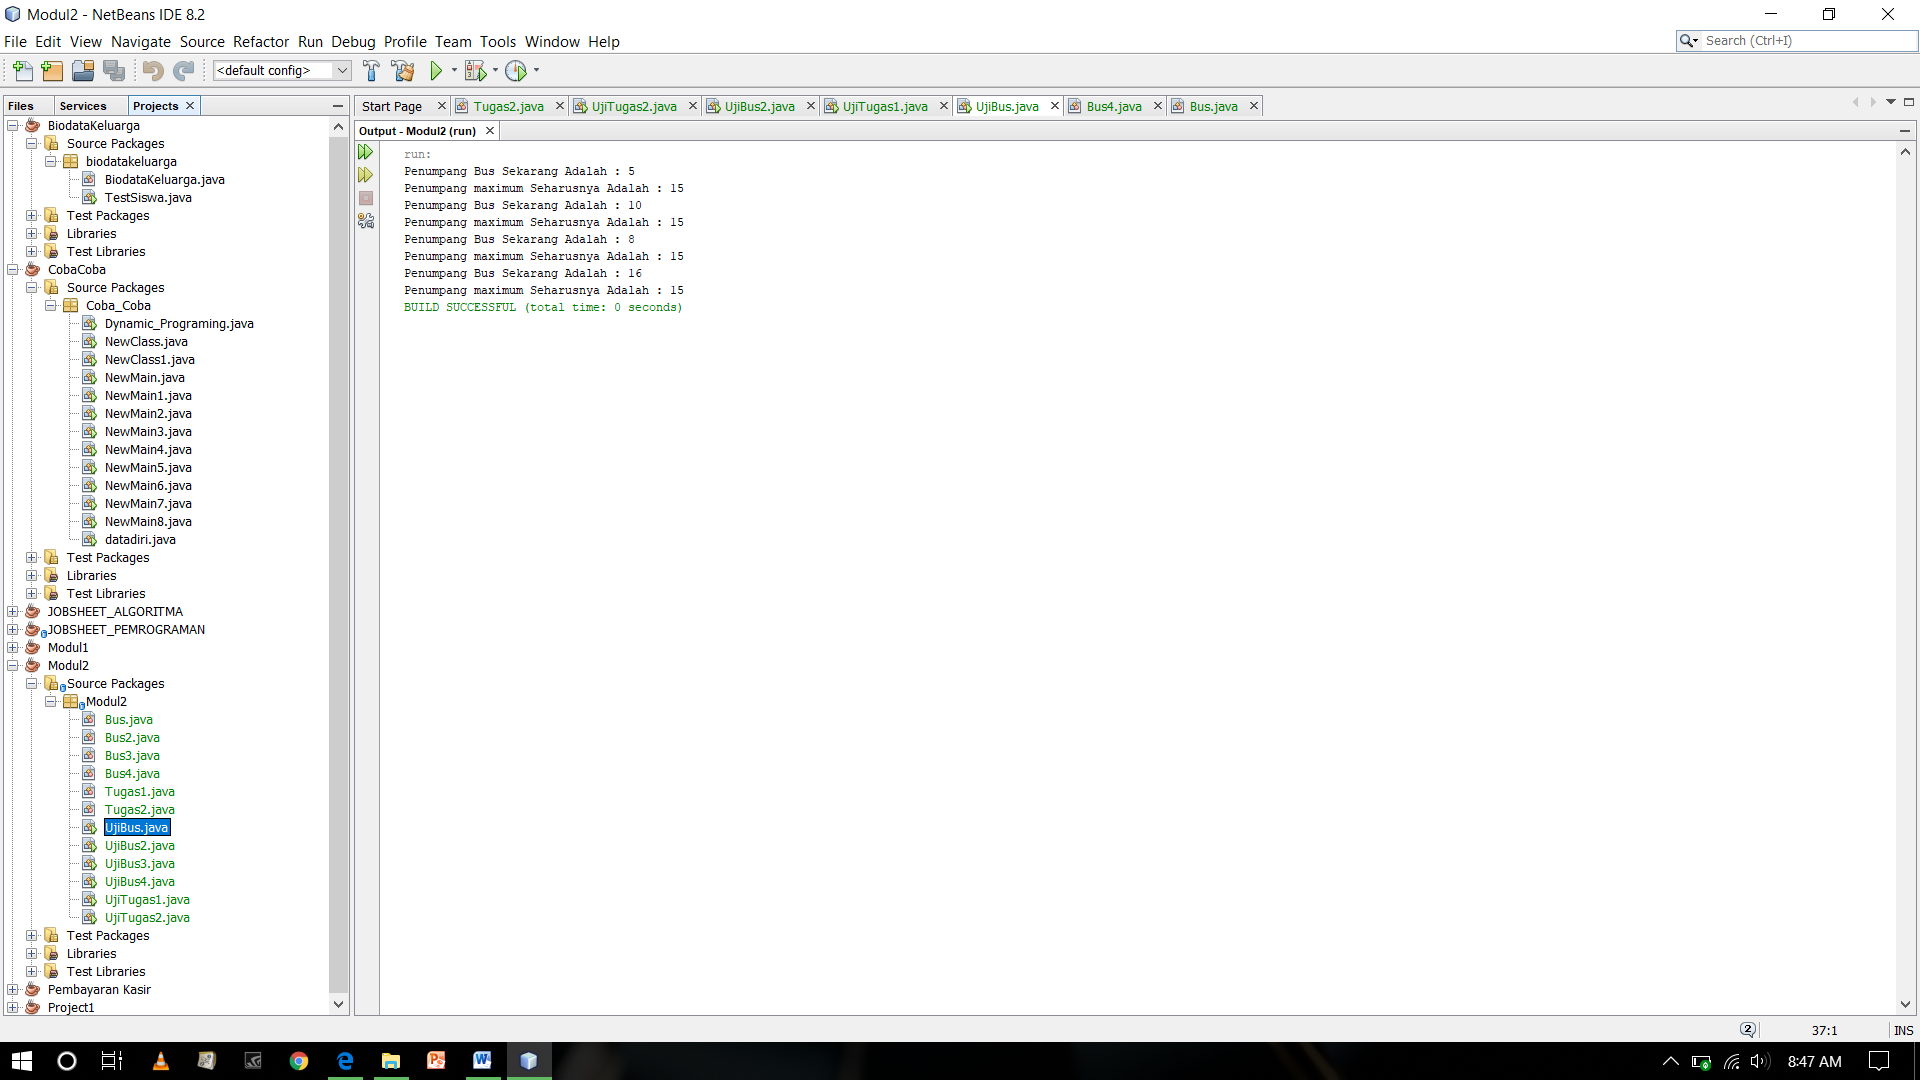 Modul2 - NetBeans IDE 8.2
File Edit View Navigate Source Refactor Run Debug Profile Team Tools Window Help
Search (Ctrl+I)
<default config>
Files Services Projects
Start Page Tugas2.java UjiTugas2.java UjiBus2.java UjiTugas1.java UjiBus.java Bus4.java Bus.java
BiodataKeluarga
Source Packages
biodatakeluarga
BiodataKeluarga.java
TestSiswa.java
Test Packages
Libraries
Test Libraries
CobaCoba
Source Packages
Coba_Coba
Dynamic_Programing.java
NewClass.java
NewClass1.java
NewMain.java
NewMain1.java
NewMain2.java
NewMain3.java
NewMain4.java
NewMain5.java
NewMain6.java
NewMain7.java
NewMain8.java
datadiri.java
Test Packages
Libraries
Test Libraries
JOBSHEET_ALGORITMA
JOBSHEET_PEMROGRAMAN
Modul1
Modul2
Source Packages
Modul2
Bus.java
Bus2.java
Bus3.java
Bus4.java
Tugas1.java
Tugas2.java
UjiBus.java
UjiBus2.java
UjiBus3.java
UjiBus4.java
UjiTugas1.java
UjiTugas2.java
Test Packages
Libraries
Test Libraries
Pembayaran Kasir
Project1
Output - Modul2 (run)
run:
Penumpang Bus Sekarang Adalah : 5
Penumpang maximum Seharusnya Adalah : 15
Penumpang Bus Sekarang Adalah : 10
Penumpang maximum Seharusnya Adalah : 15
Penumpang Bus Sekarang Adalah : 8
Penumpang maximum Seharusnya Adalah : 15
Penumpang Bus Sekarang Adalah : 16
Penumpang maximum Seharusnya Adalah : 15
BUILD SUCCESSFUL (total time: 0 seconds)
2
37:1
INS
8:47 AM